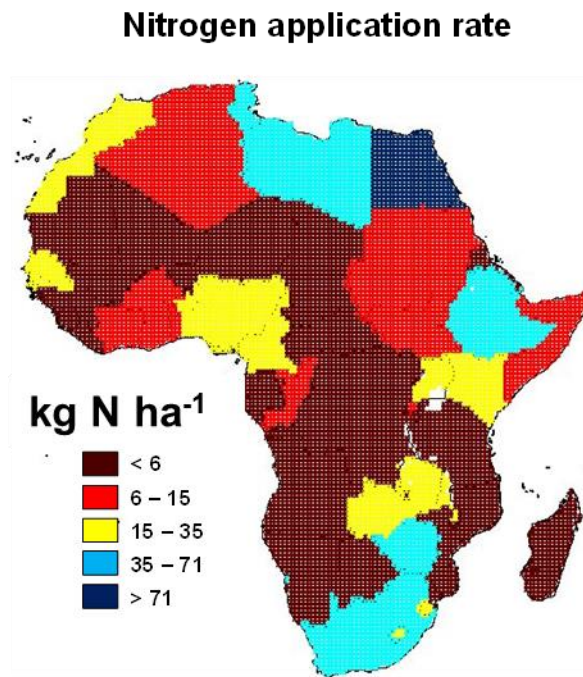 Nitrogen application rate
kg N ha⁻¹
< 6
6 – 15
15 – 35
35 – 71
> 71